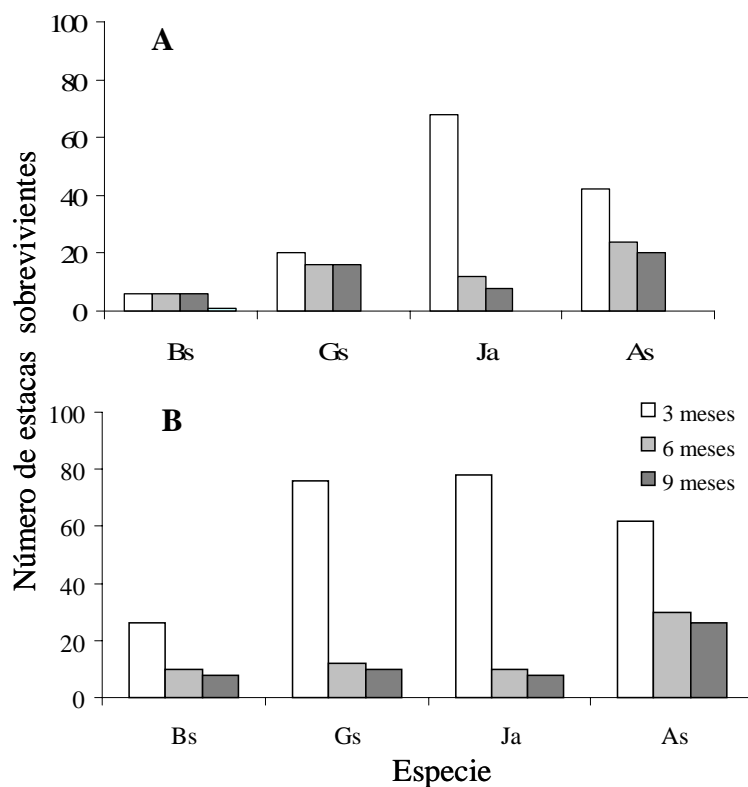 Número de estacas sobrevivientes
A
100
80
60
40
20
0
Bs Gs Ja As
B
100
80
60
40
20
0
3 meses
6 meses
9 meses
Bs Gs Ja As
Especie